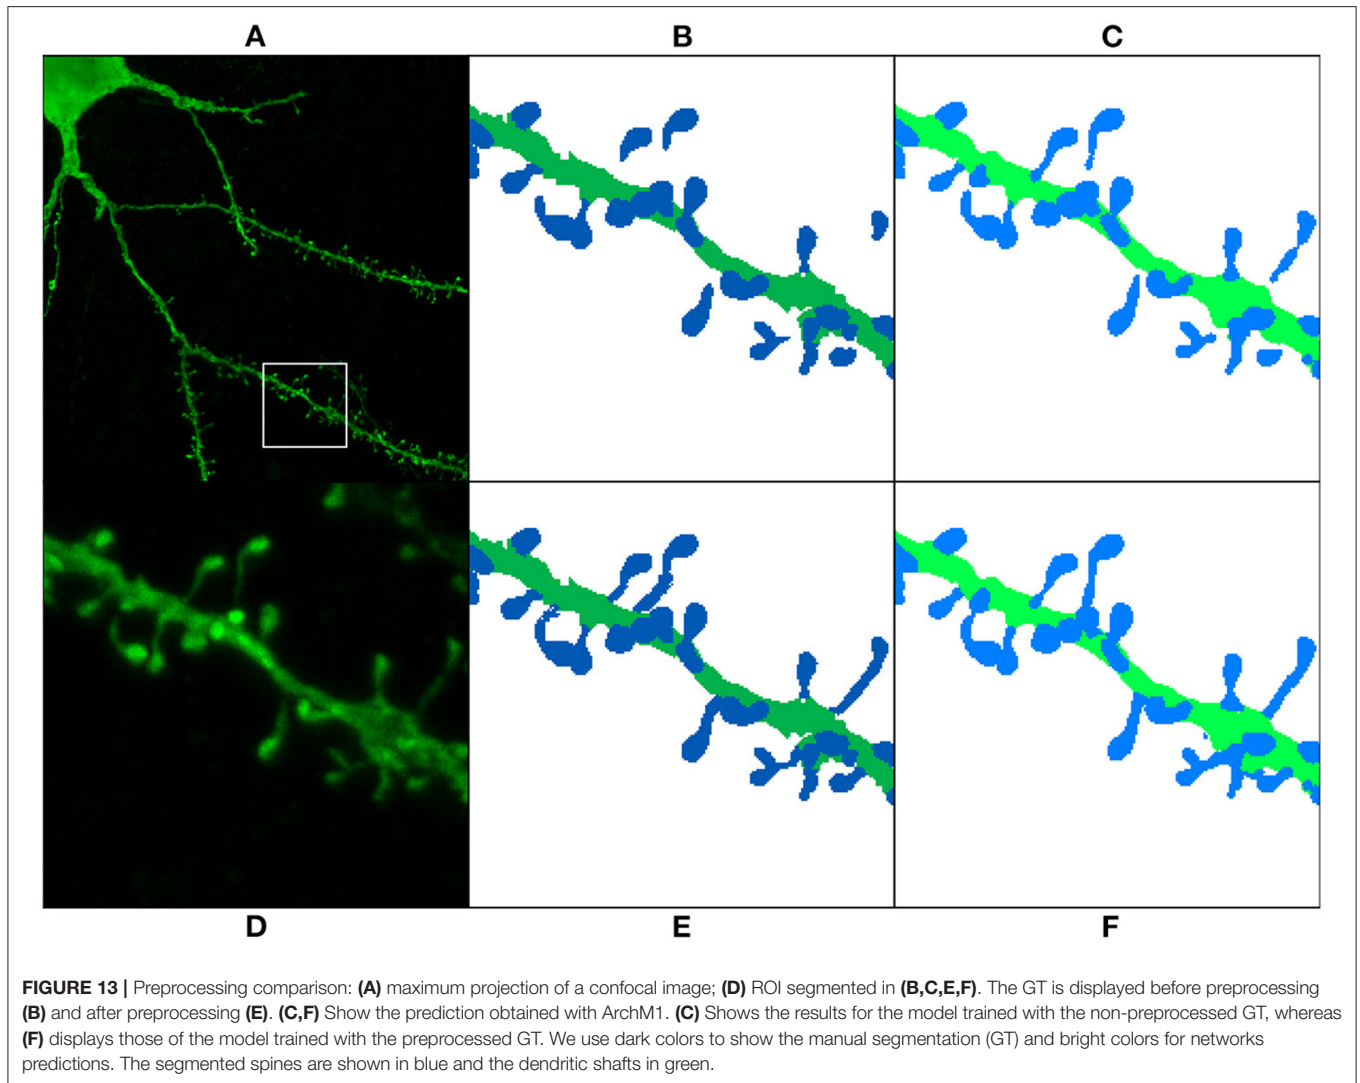 A B C
D E F
FIGURE 13 | Preprocessing comparison: (A) maximum projection of a confocal image; (D) ROI segmented in (B,C,E,F). The GT is displayed before preprocessing
(B) and after preprocessing (E). (C,F) Show the prediction obtained with ArchM1. (C) Shows the results for the model trained with the non-preprocessed GT, whereas
(F) displays those of the model trained with the preprocessed GT. We use dark colors to show the manual segmentation (GT) and bright colors for networks
predictions. The segmented spines are shown in blue and the dendritic shafts in green.